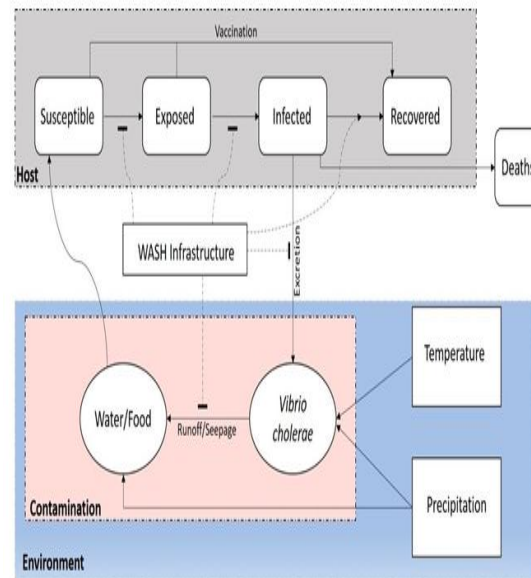 Vaccination
Susceptible
Exposed
Infected
Recovered
Deaths
Host
WASH Infrastructure
Excretion
Temperature
Vibrio
cholerae
Water/Food
Runoff/Seepage
Precipitation
Contamination
Environment